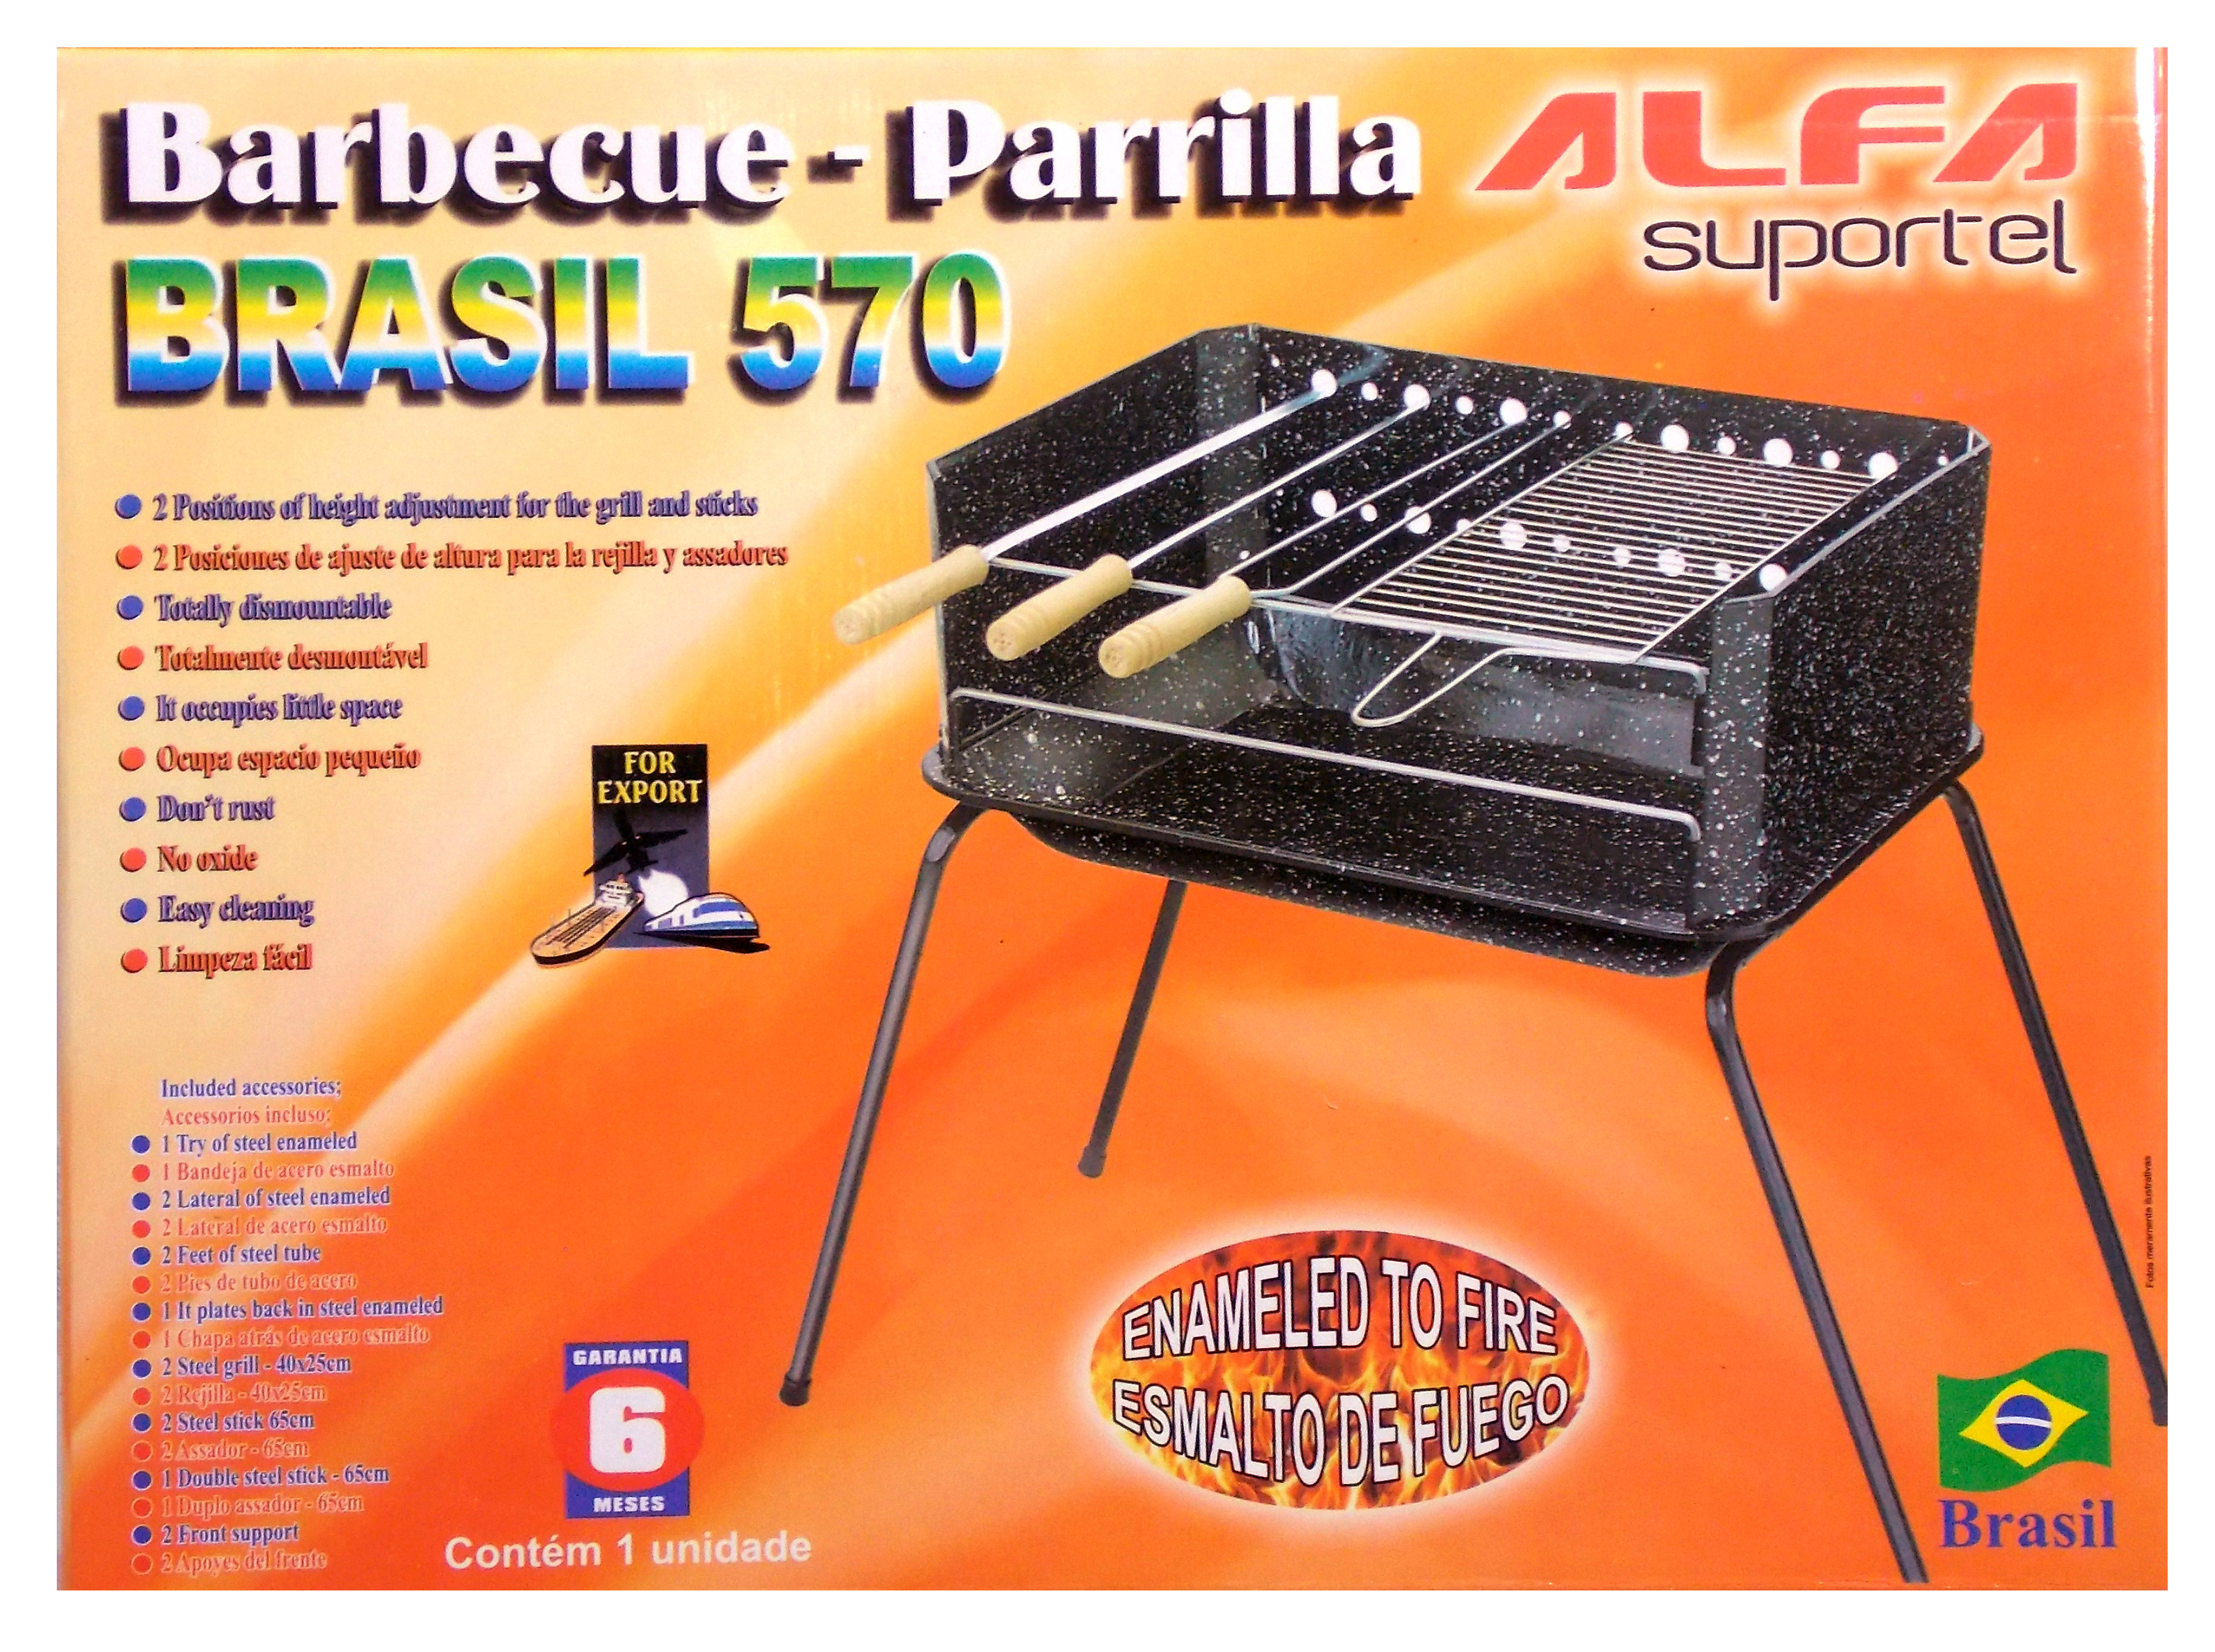 Barbecue - Parrilla
ALFA
suportel
BRASIL 570
2 Positions of height adjustment for the grill and sticks
2 Posiciones de ajuste de altura para la rejilla y assadores
Totally dismountable
Totalmente desmontável
It occupies little space
Ocupa espacio pequeño
Don't rust
No oxide
Easy cleaning
Limpeza fácil
FOR
EXPORT
Included accessories;
Accessorios incluso;
1 Try of steel enameled
1 Bandeja de acero esmalto
2 Lateral of steel enameled
2 Lateral de acero esmalto
2 Feet of steel tube
2 Pies de tubo de acero
1 It plates back in steel enameled
1 Chapa atrás de acero esmalto
2 Steel grill - 40x25cm
2 Rejilla - 40x25cm
2 Steel stick 65cm
2 Assador - 65cm
1 Double steel stick - 65cm
1 Duplo assador - 65cm
2 Front support
2 Apoyes del frente
GARANTIA
6
MESES
Contém 1 unidade
ENAMELED TO FIRE
ESMALTO DE FUEGO
Fotos meramente ilustrativas
Brasil